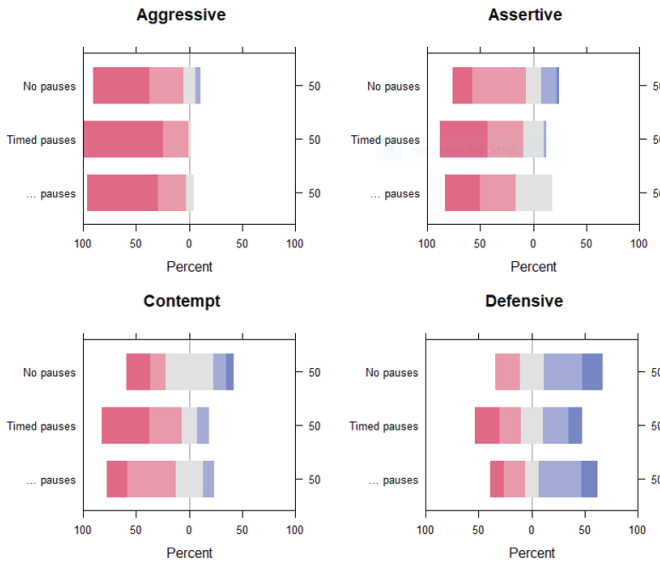 Aggressive
No pauses
50
Timed pauses
50
... pauses
50
100 50 0 50 100
Percent
Assertive
No pauses
50
Timed pauses
50
... pauses
50
100 50 0 50 100
Percent
Contempt
No pauses
50
Timed pauses
50
... pauses
50
100 50 0 50 100
Percent
Defensive
No pauses
50
Timed pauses
50
... pauses
50
100 50 0 50 100
Percent